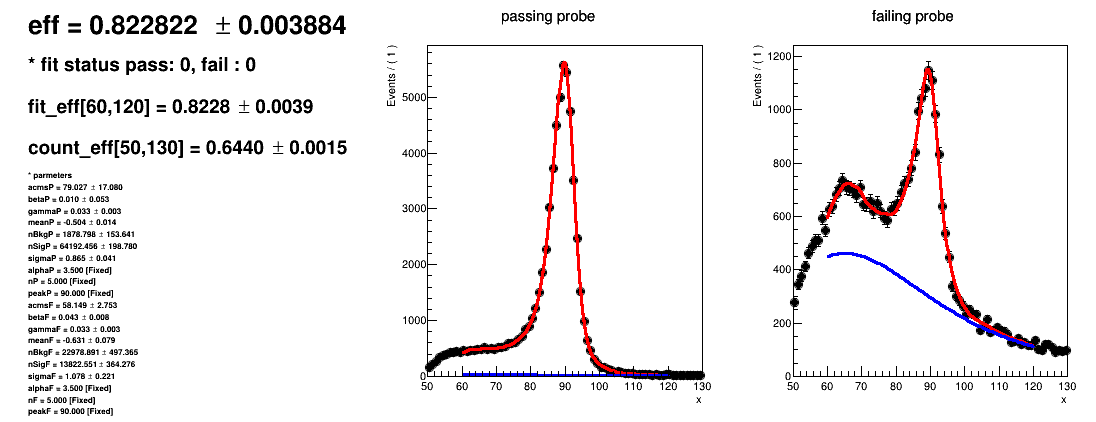 eff = 0.822822 ± 0.003884
* fit status pass: 0, fail : 0
fit_eff[60,120] = 0.8228 ± 0.0039
count_eff[50,130] = 0.6440 ± 0.0015
* parmeters
acmsP = 79.027 ± 17.080
betaP = 0.010 ± 0.053
gammaP = 0.033 ± 0.003
meanP = -0.504 ± 0.014
nBkgP = 1878.798 ± 153.641
nSigP = 64192.456 ± 198.780
sigmaP = 0.865 ± 0.041
alphaP = 3.500 [Fixed]
nP = 5.000 [Fixed]
peakP = 90.000 [Fixed]
acmsF = 58.149 ± 2.753
betaF = 0.043 ± 0.008
gammaF = 0.033 ± 0.003
meanF = -0.631 ± 0.079
nBkgF = 22978.891 ± 497.365
nSigF = 13822.551 ± 364.276
sigmaF = 1.078 ± 0.221
alphaF = 3.500 [Fixed]
nF = 5.000 [Fixed]
peakF = 90.000 [Fixed]
passing probe
Events / ( 1 )
5000
4000
3000
2000
1000
0
50 60 70 80 90 100 110 120 130
x
failing probe
Events / ( 1 )
1200
1000
800
600
400
200
0
50 60 70 80 90 100 110 120 130
x